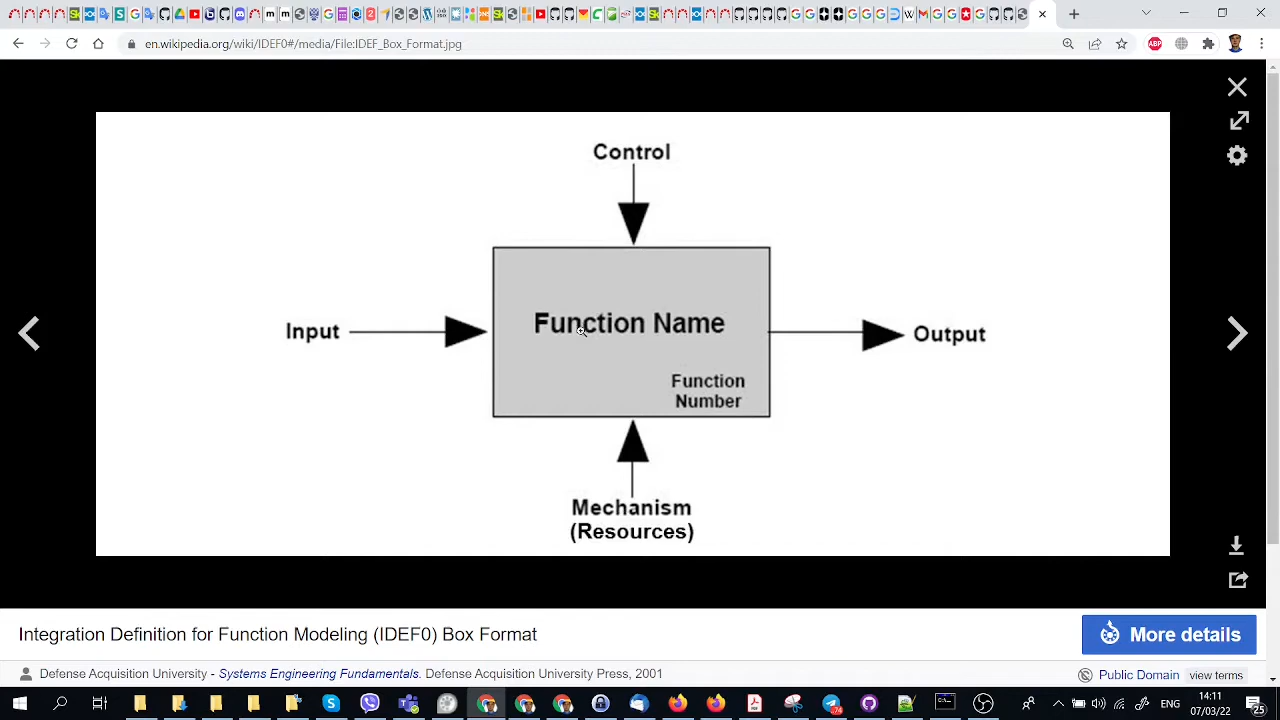 en.wikipedia.org/wiki/IDEF0#/media/File:IDEF_Box_Format.jpg
ABP
Control
Input
Function Name
Output
Function
Number
Mechanism
(Resources)
Integration Definition for Function Modeling (IDEF0) Box Format
More details
Defense Acquisition University - Systems Engineering Fundamentals. Defense Acquisition University Press, 2001
Public Domain
view terms
ENG
14:11
07/03/22